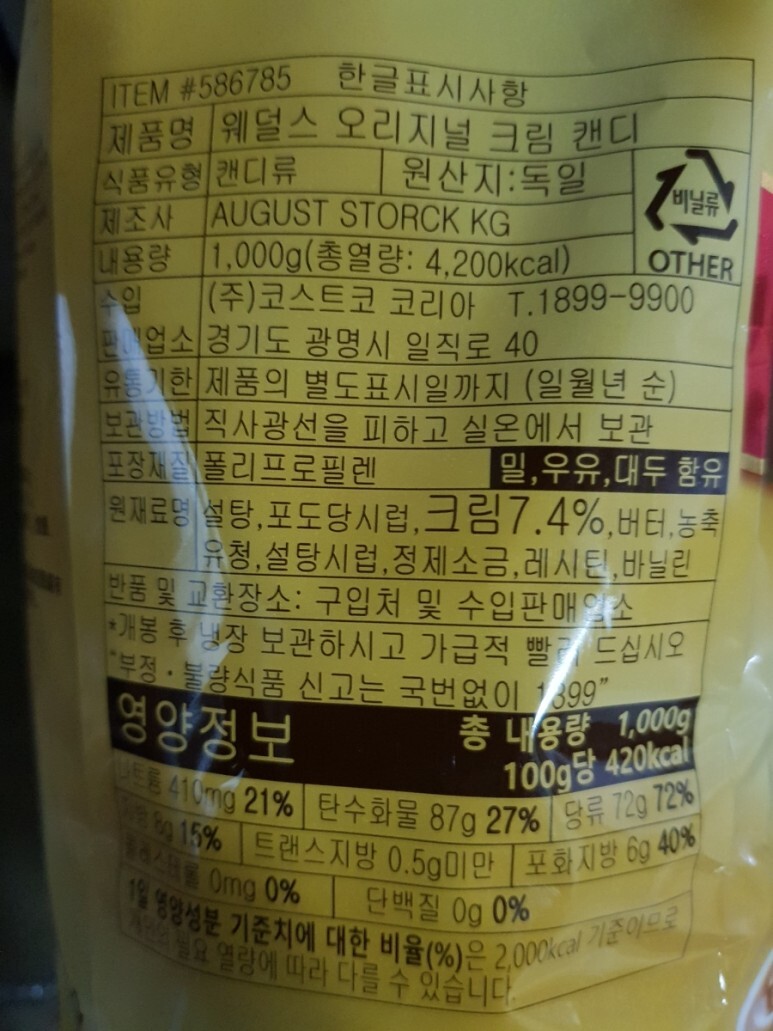 ITEM #586785 한글표시사항
제품명 웨덜스 오리지널 크림 캔디
식품유형 캔디류 원산지:독일
비닐류
제조사 AUGUST STORCK KG
OTHER
내용량 1,000g(총열량: 4,200kcal)
수입 (주)코스트코 코리아 T.1899-9900
판매업소 경기도 광명시 일직로 40
유통기한 제품의 별도표시일까지 (일월년 순)
보관방법 직사광선을 피하고 실온에서 보관
포장재질 폴리프로필렌 밀,우유,대두 함유
원재료명 설탕,포도당시럽,크림7.4%,버터,농축
유청,설탕시럽,정제소금,레시틴,바닐린
반품 및 교환장소: 구입처 및 수입판매업소
*개봉 후 냉장 보관하시고 가급적 빨리 드십시오
"부정·불량식품 신고는 국번없이 1399"
영양정보 총 내용량 1,000g
100g당 420kcal
나트륨 410mg 21% 탄수화물 87g 27% 당류 72g 72%
지방 8g 15% 트랜스지방 0.5g미만 포화지방 6g 40%
콜레스테롤 0mg 0% 단백질 0g 0%
1일 영양성분 기준치에 대한 비율(%)은 2,000kcal 기준이므로
개인의 필요 열량에 따라 다를 수 있습니다.